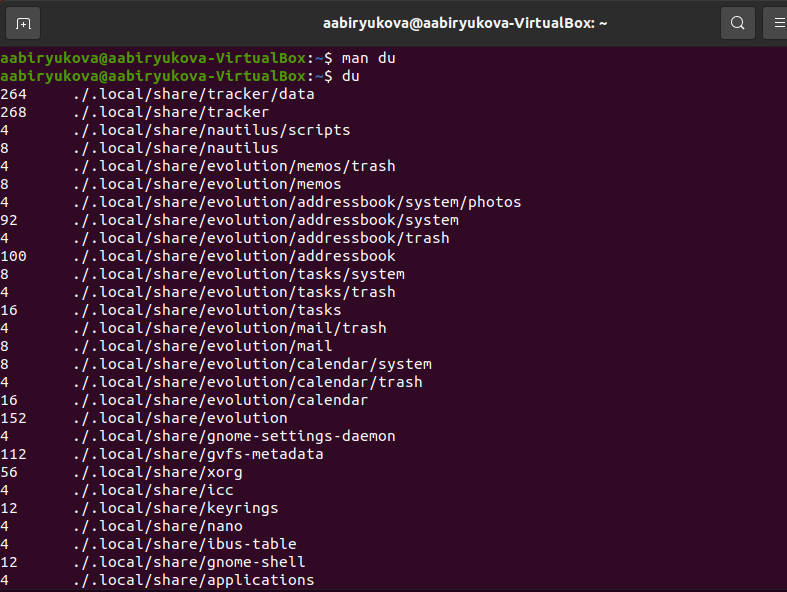 aabiryukova@aabiryukova-VirtualBox: ~
aabiryukova@aabiryukova-VirtualBox:~$ man du
aabiryukova@aabiryukova-VirtualBox:~$ du
264 ./.local/share/tracker/data
268 ./.local/share/tracker
4 ./.local/share/nautilus/scripts
8 ./.local/share/nautilus
4 ./.local/share/evolution/memos/trash
8 ./.local/share/evolution/memos
4 ./.local/share/evolution/addressbook/system/photos
92 ./.local/share/evolution/addressbook/system
4 ./.local/share/evolution/addressbook/trash
100 ./.local/share/evolution/addressbook
8 ./.local/share/evolution/tasks/system
4 ./.local/share/evolution/tasks/trash
16 ./.local/share/evolution/tasks
4 ./.local/share/evolution/mail/trash
8 ./.local/share/evolution/mail
8 ./.local/share/evolution/calendar/system
4 ./.local/share/evolution/calendar/trash
16 ./.local/share/evolution/calendar
152 ./.local/share/evolution
4 ./.local/share/gnome-settings-daemon
112 ./.local/share/gvfs-metadata
56 ./.local/share/xorg
4 ./.local/share/icc
12 ./.local/share/keyrings
4 ./.local/share/nano
4 ./.local/share/ibus-table
12 ./.local/share/gnome-shell
4 ./.local/share/applications